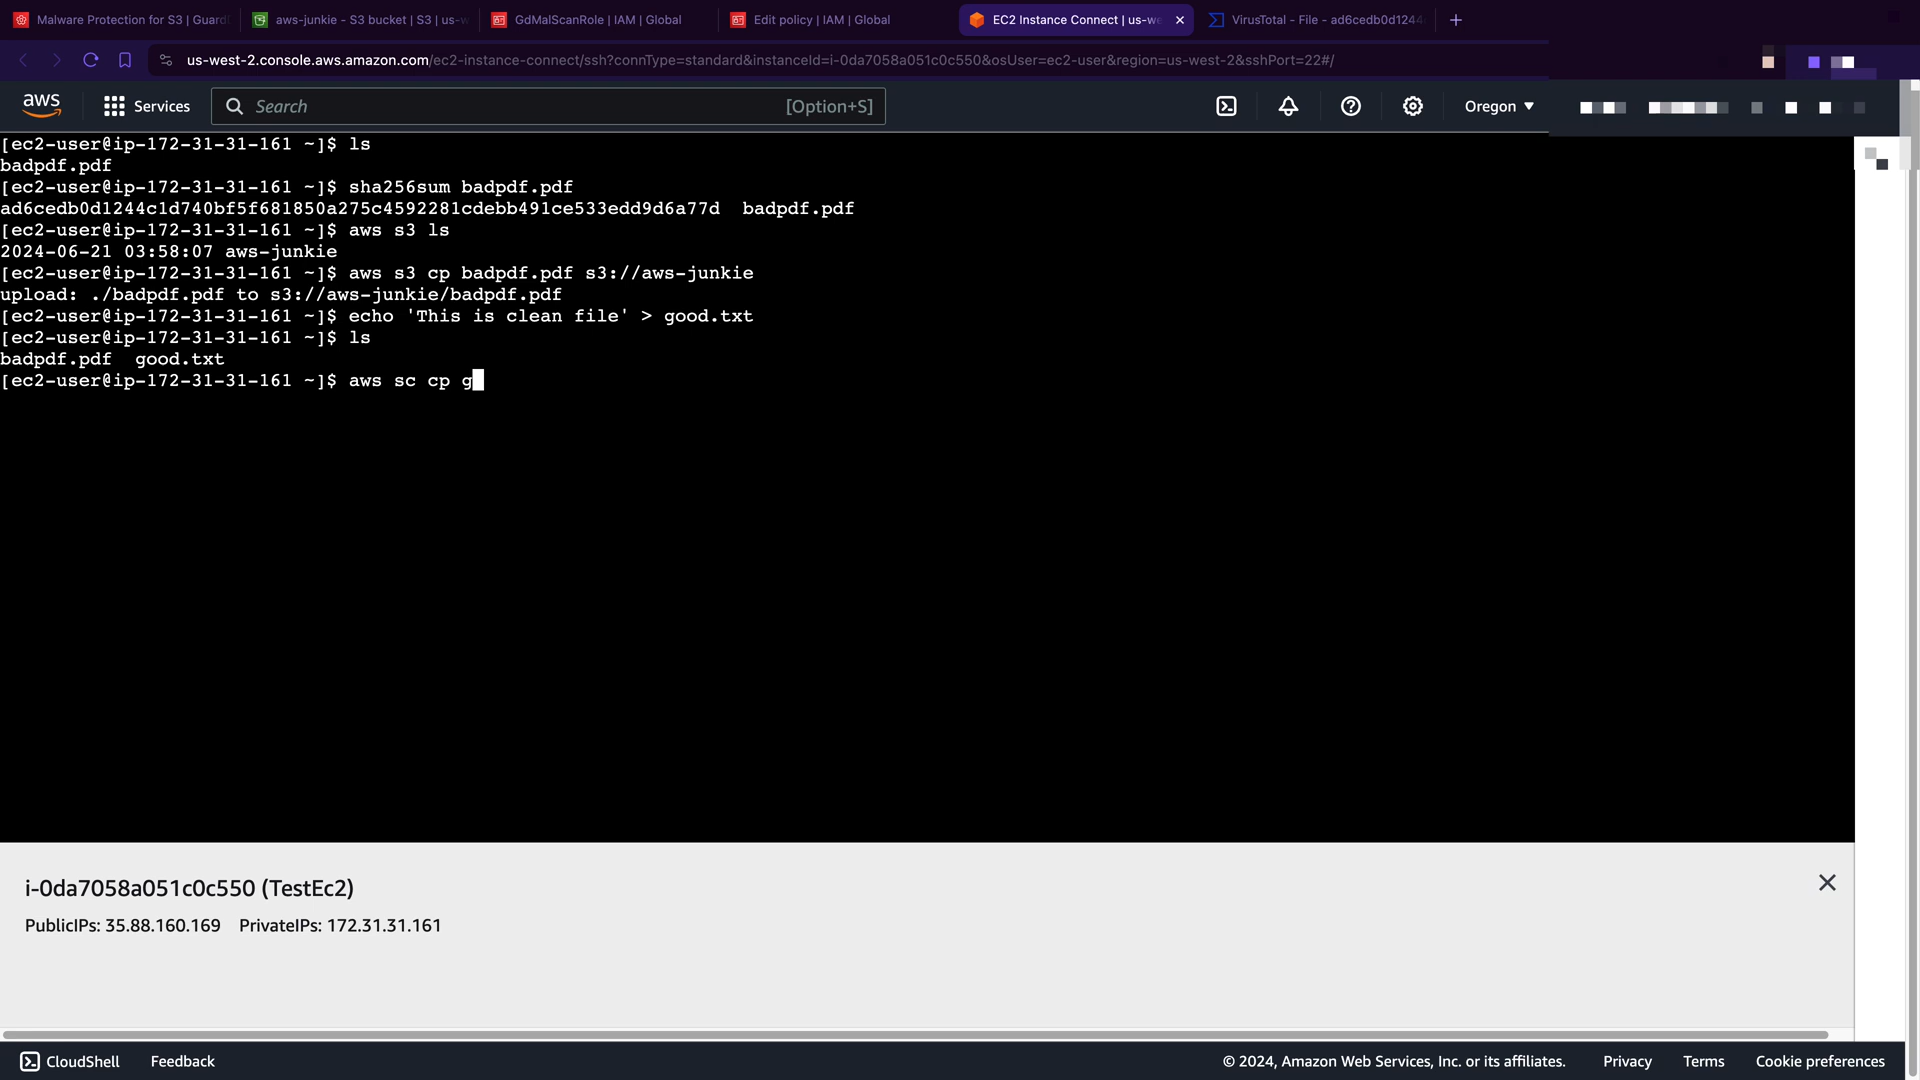 Malware Protection for S3 | GuardD
aws-junkie - S3 bucket | S3 | us-w
GdMalScanRole | IAM | Global
Edit policy | IAM | Global
EC2 Instance Connect | us-we
VirusTotal - File - ad6cedb0d1244
us-west-2.console.aws.amazon.com/ec2-instance-connect/ssh?connType=standard&instanceId=i-0da7058a051c0c550&osUser=ec2-user&region=us-west-2&sshPort=22#/
aws Services Search [Option+S] Oregon
[ec2-user@ip-172-31-31-161 ~]$ ls
badpdf.pdf
[ec2-user@ip-172-31-31-161 ~]$ sha256sum badpdf.pdf
ad6cedb0d1244c1d740bf5f681850a275c4592281cdebb491ce533edd9d6a77d  badpdf.pdf
[ec2-user@ip-172-31-31-161 ~]$ aws s3 ls
2024-06-21 03:58:07 aws-junkie
[ec2-user@ip-172-31-31-161 ~]$ aws s3 cp badpdf.pdf s3://aws-junkie
upload: ./badpdf.pdf to s3://aws-junkie/badpdf.pdf
[ec2-user@ip-172-31-31-161 ~]$ echo 'This is clean file' > good.txt
[ec2-user@ip-172-31-31-161 ~]$ ls
badpdf.pdf  good.txt
[ec2-user@ip-172-31-31-161 ~]$ aws sc cp g
i-0da7058a051c0c550 (TestEc2)
PublicIPs: 35.88.160.169 PrivateIPs: 172.31.31.161
CloudShell Feedback © 2024, Amazon Web Services, Inc. or its affiliates. Privacy Terms Cookie preferences